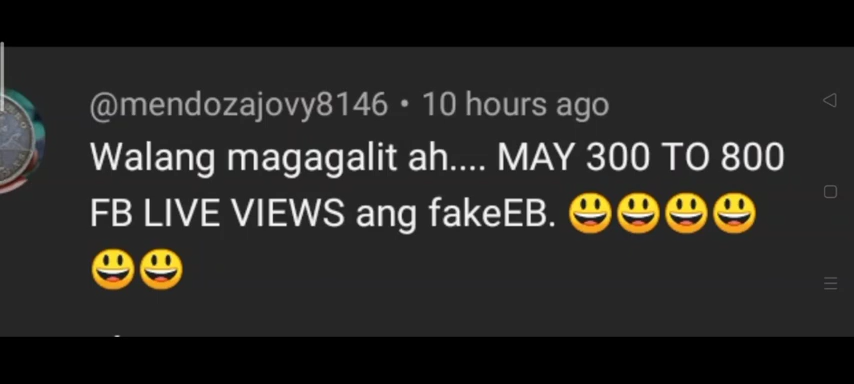 @mendozajovy8146 • 10 hours ago
Walang magagalit ah.... MAY 300 TO 800
FB LIVE VIEWS ang fakeEB. 😃😃😃😃
😃😃